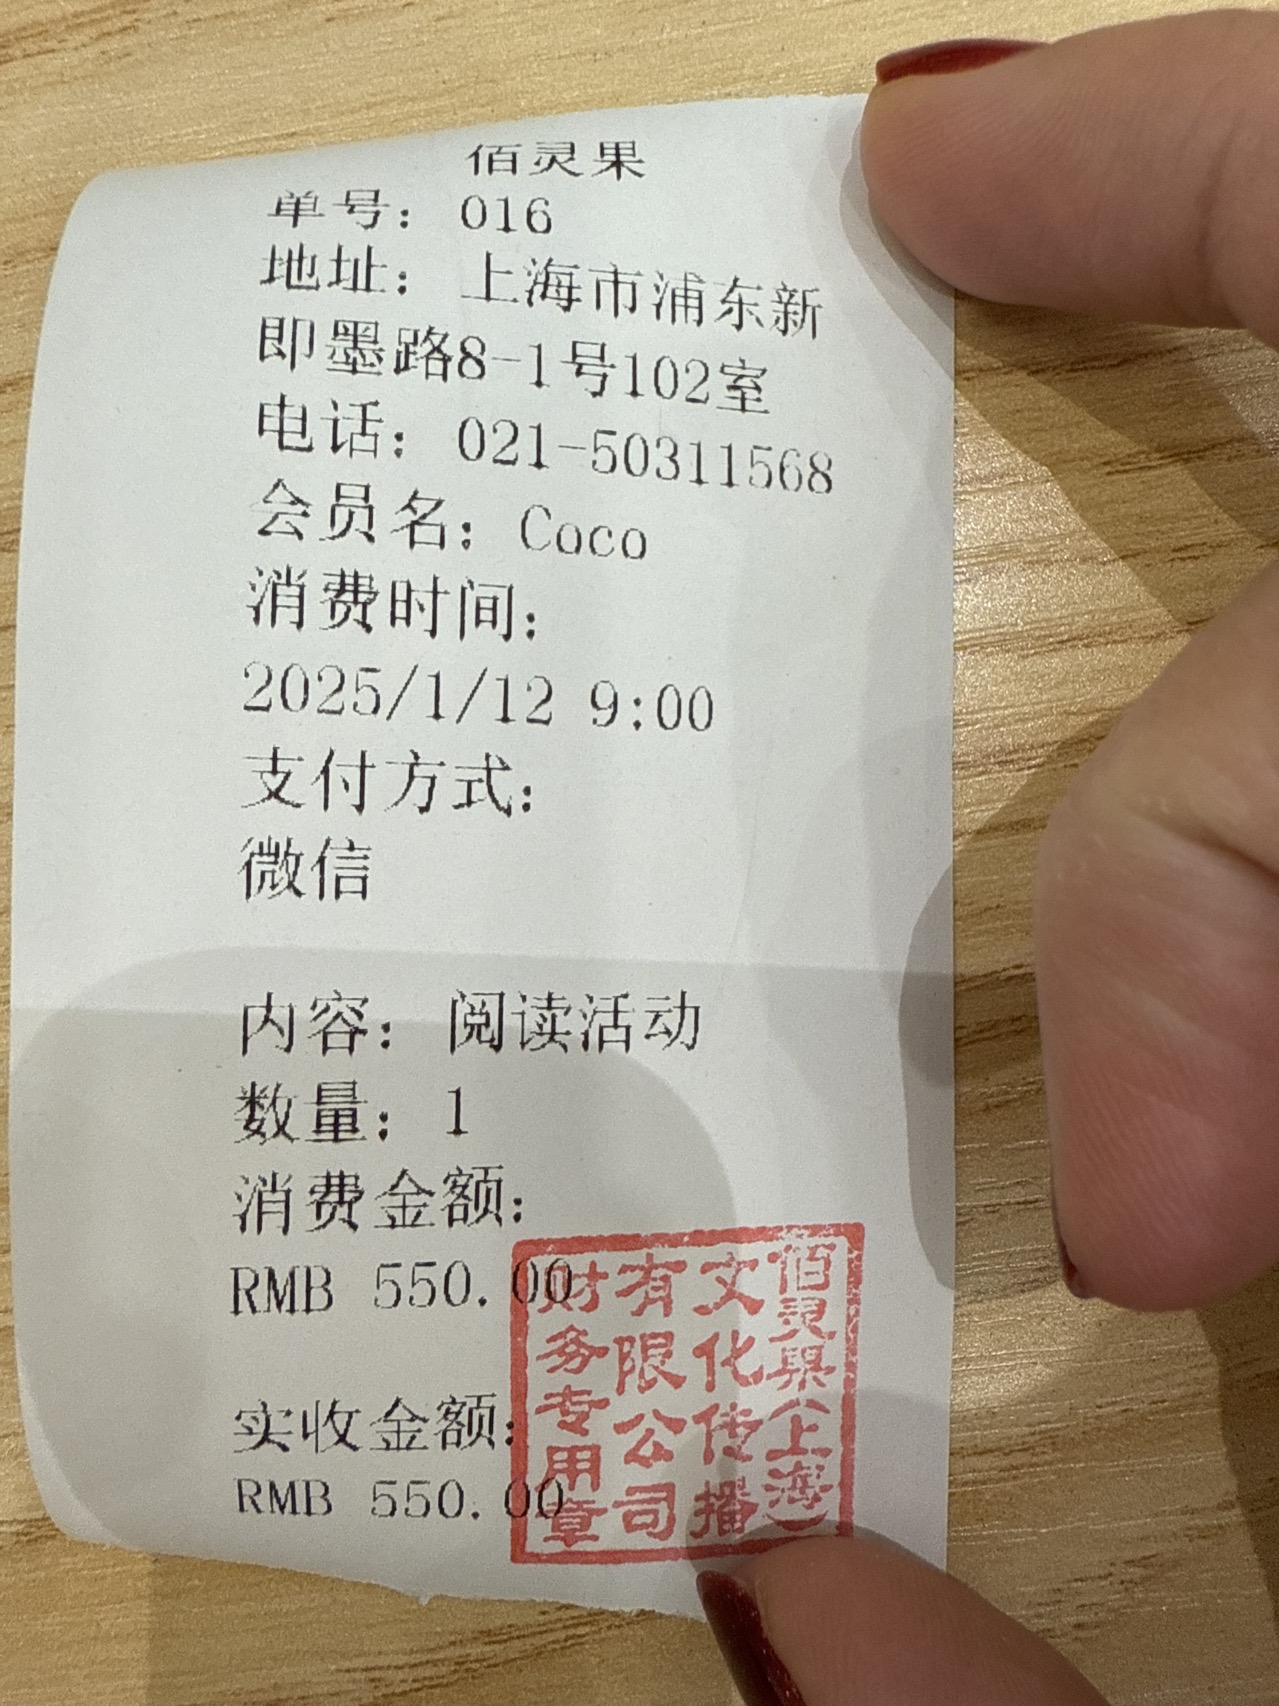 佰灵果
单号：016
地址：上海市浦东新
即墨路8-1号102室
电话：021-50311568
会员名：Coco
消费时间：
2025/1/12 9:00
支付方式：
微信
内容：阅读活动
数量：1
消费金额：
RMB 550.00
实收金额：
RMB 550.00
佰灵果（上海）
文化传播
有限公司
财务专用章